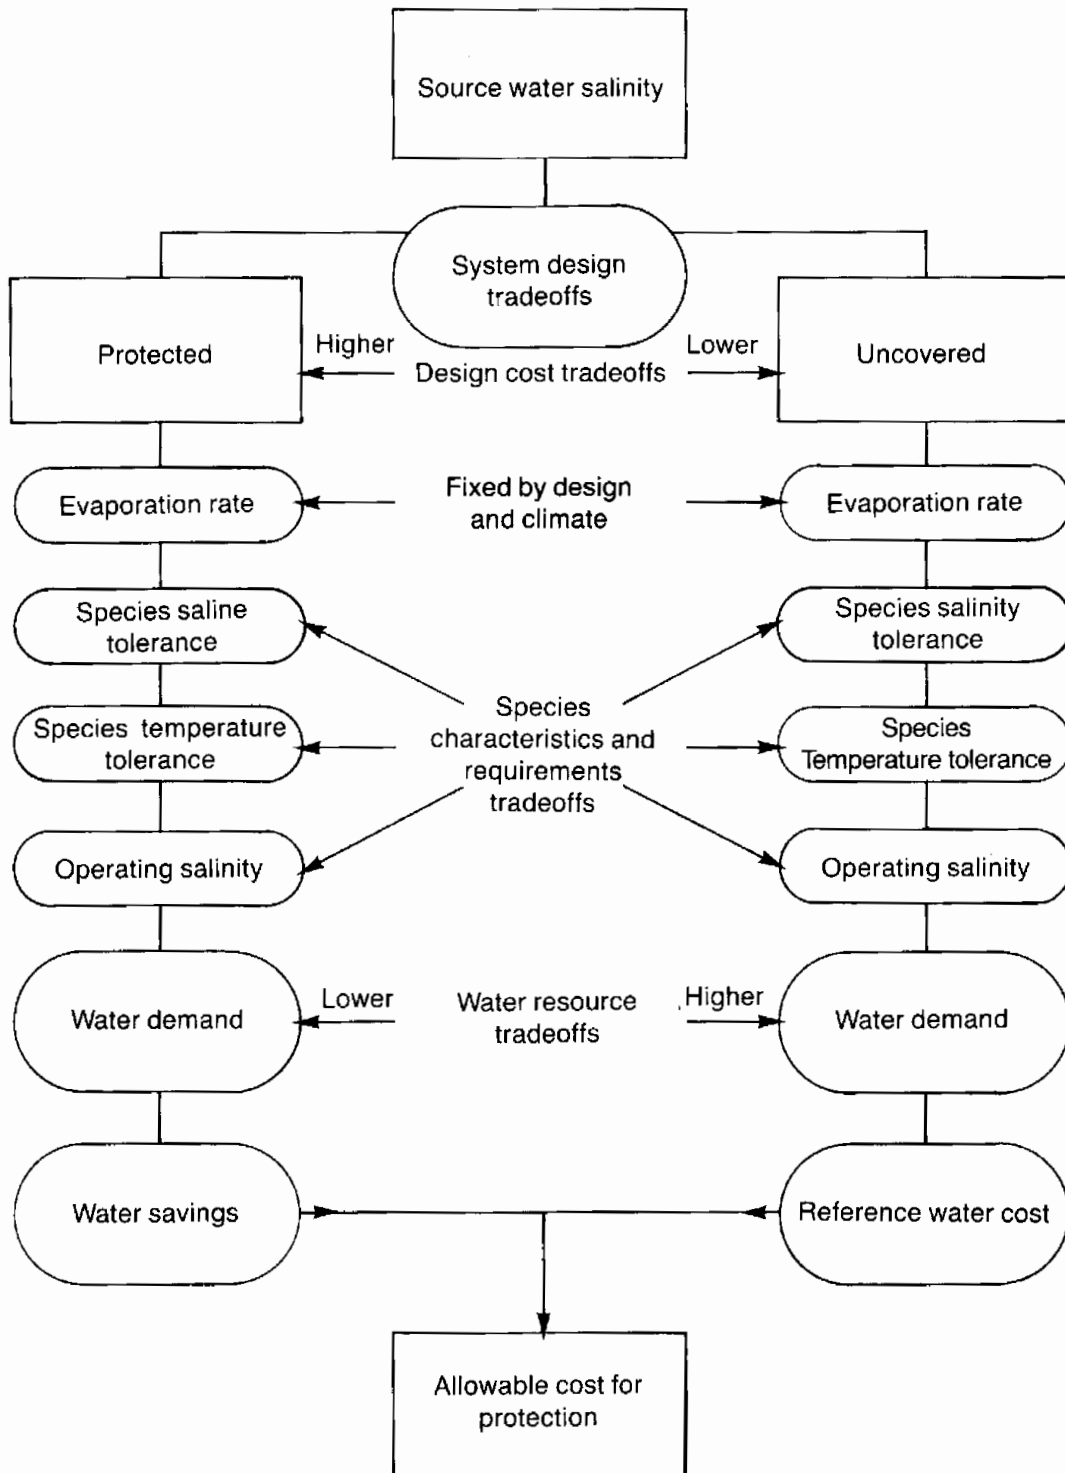 Source water salinity
System design
tradeoffs
Protected
Higher
Design cost tradeoffs
Lower
Uncovered
Evaporation rate
Fixed by design
and climate
Evaporation rate
Species saline
tolerance
Species salinity
tolerance
Species temperature
tolerance
Species
characteristics and
requirements
tradeoffs
Species
Temperature tolerance
Operating salinity
Operating salinity
Water demand
Lower
Water resource
tradeoffs
Higher
Water demand
Water savings
Reference water cost
Allowable cost for
protection